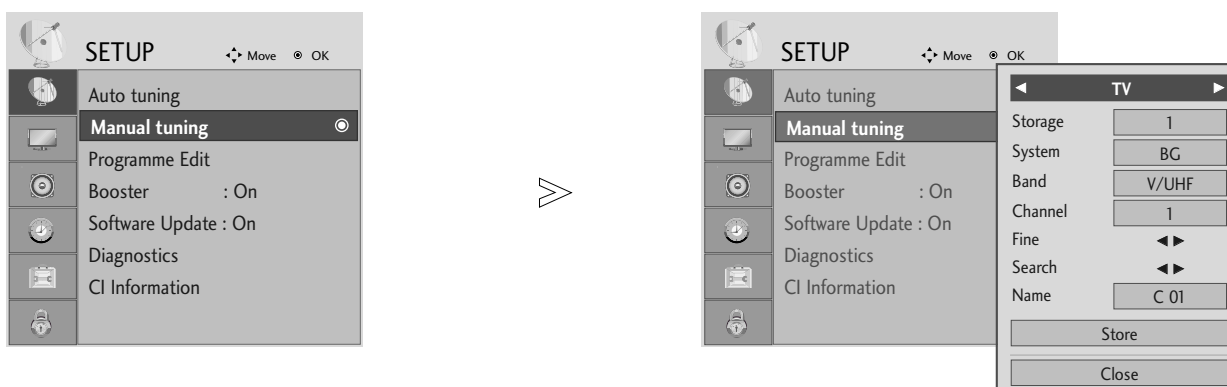 SETUP Move OK
Auto tuning
Manual tuning
Programme Edit
Booster : On
Software Update : On
Diagnostics
CI Information
SETUP Move OK
Auto tuning
Manual tuning
Programme Edit
Booster : On
Software Update : On
Diagnostics
CI Information
◀ TV ▶
Storage 1
System BG
Band V/UHF
Channel 1
Fine ◀ ▶
Search ◀ ▶
Name C 01
Store
Close